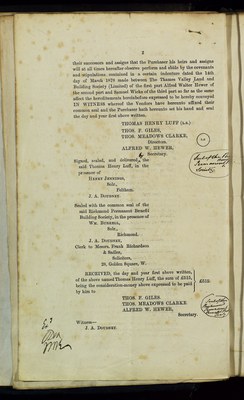 3
their successors and assigns that the Purchaser his heirs and assigns
will at all times hereafter observe perform and abide by the covenants
and stipulations contained in a certain indenture dated the 14th
day of March 1878 made between The Thames Valley Land and
Building Society (Limited) of the first part Alfred Walter Hewer of
the second part and Samuel Wicks of the third part so far as the same
affect the hereditaments hereinbefore expressed to be hereby conveyed
IN WITNESS whereof the Vendors have hereunto affixed their
common seal and the Purchaser hath hereunto set his hand and seal
the day and year first above written.
THOMAS HENRY LUFF (L.S.)
THOS. F. GILES,
THOS. MEADOWS CLARKE,
Directors.
ALFRED W. HEWER,
Secretary.
Signed, sealed, and delivered, the
said Thomas Henry Luff, in the
presence of
Solr.,
J. A. DOUBNEY.
Sealed with the common seal of the
said Richmond Permanent Benefit
Building Society, in the presence of
Solr.,
Richmond.
J. A. DOUBNEY,
Clerk to Messrs. Frank Richardson
& Sadler,
Solicitors,
Golden Square, W.
RECEIVED, the day and year first above written,
of the above named Thomas Henry Luff, the sum of £215,
being the consideration-money above expressed to be paid
by him to
£215.
THOS. F. GILES.
THOS. MEADOWS CLARKE.
ALFRED W. HEWER,
Secretary.
Witness—
J. A. DOUBNEY.